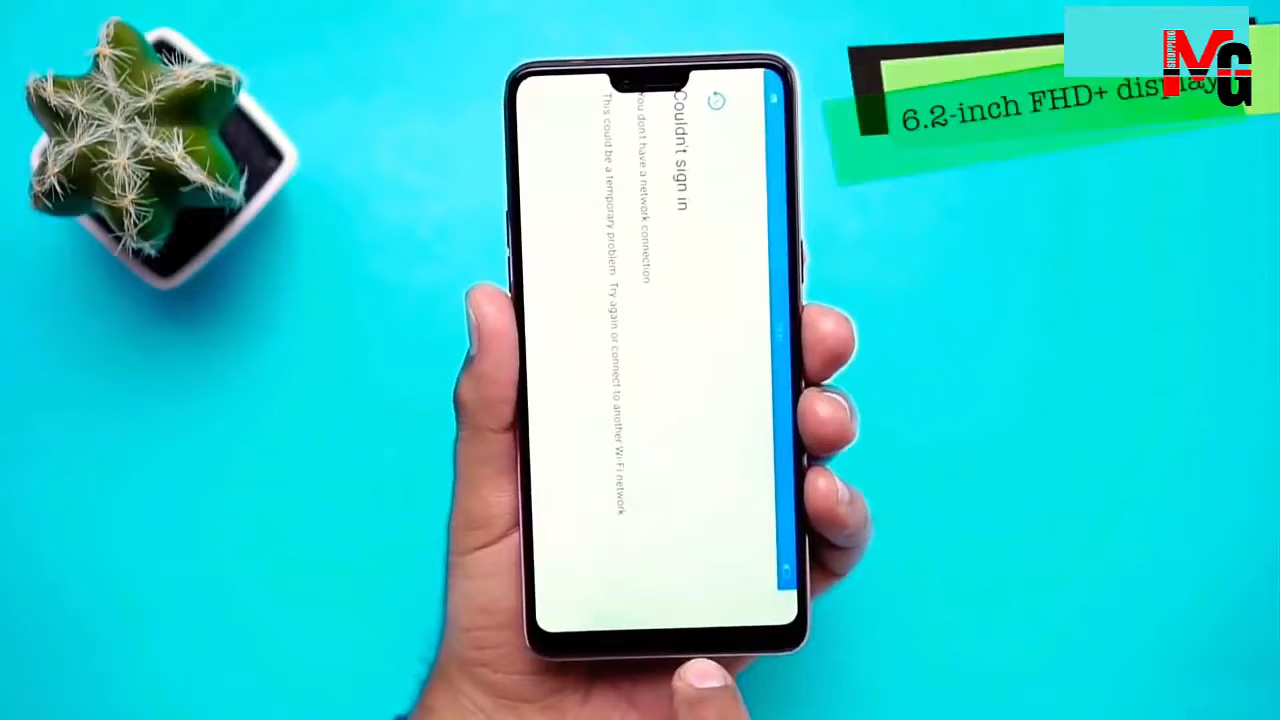 6.2-inch FHD+ display
SHOPPING
MG
Couldn't sign in
You don't have a network connection
This could be a temporary problem. Try again or connect to another Wi-Fi network